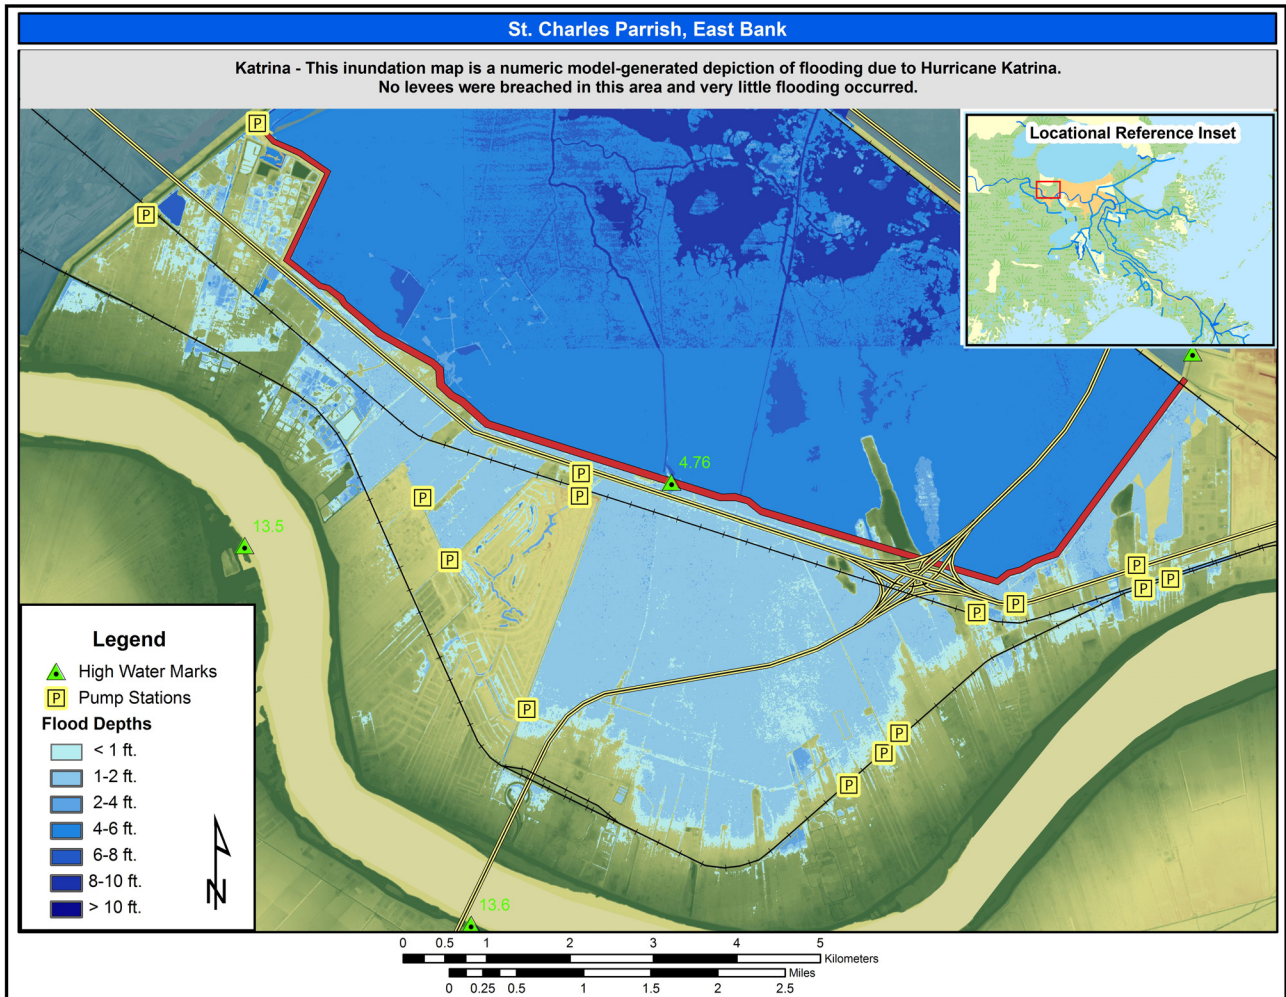 St. Charles Parrish, East Bank
Katrina - This inundation map is a numeric model-generated depiction of flooding due to Hurricane Katrina.
No levees were breached in this area and very little flooding occurred.
Locational Reference Inset
P
P
4.76
P
P
P
13.5
P
P
P
P
P
P
P
P
P
P
P
13.6
Legend
High Water Marks
P Pump Stations
Flood Depths
< 1 ft.
1-2 ft.
2-4 ft.
4-6 ft.
6-8 ft.
8-10 ft.
> 10 ft.
N
0 0.5 1 2 3 4 5
Kilometers
Miles
0 0.25 0.5 1 1.5 2 2.5